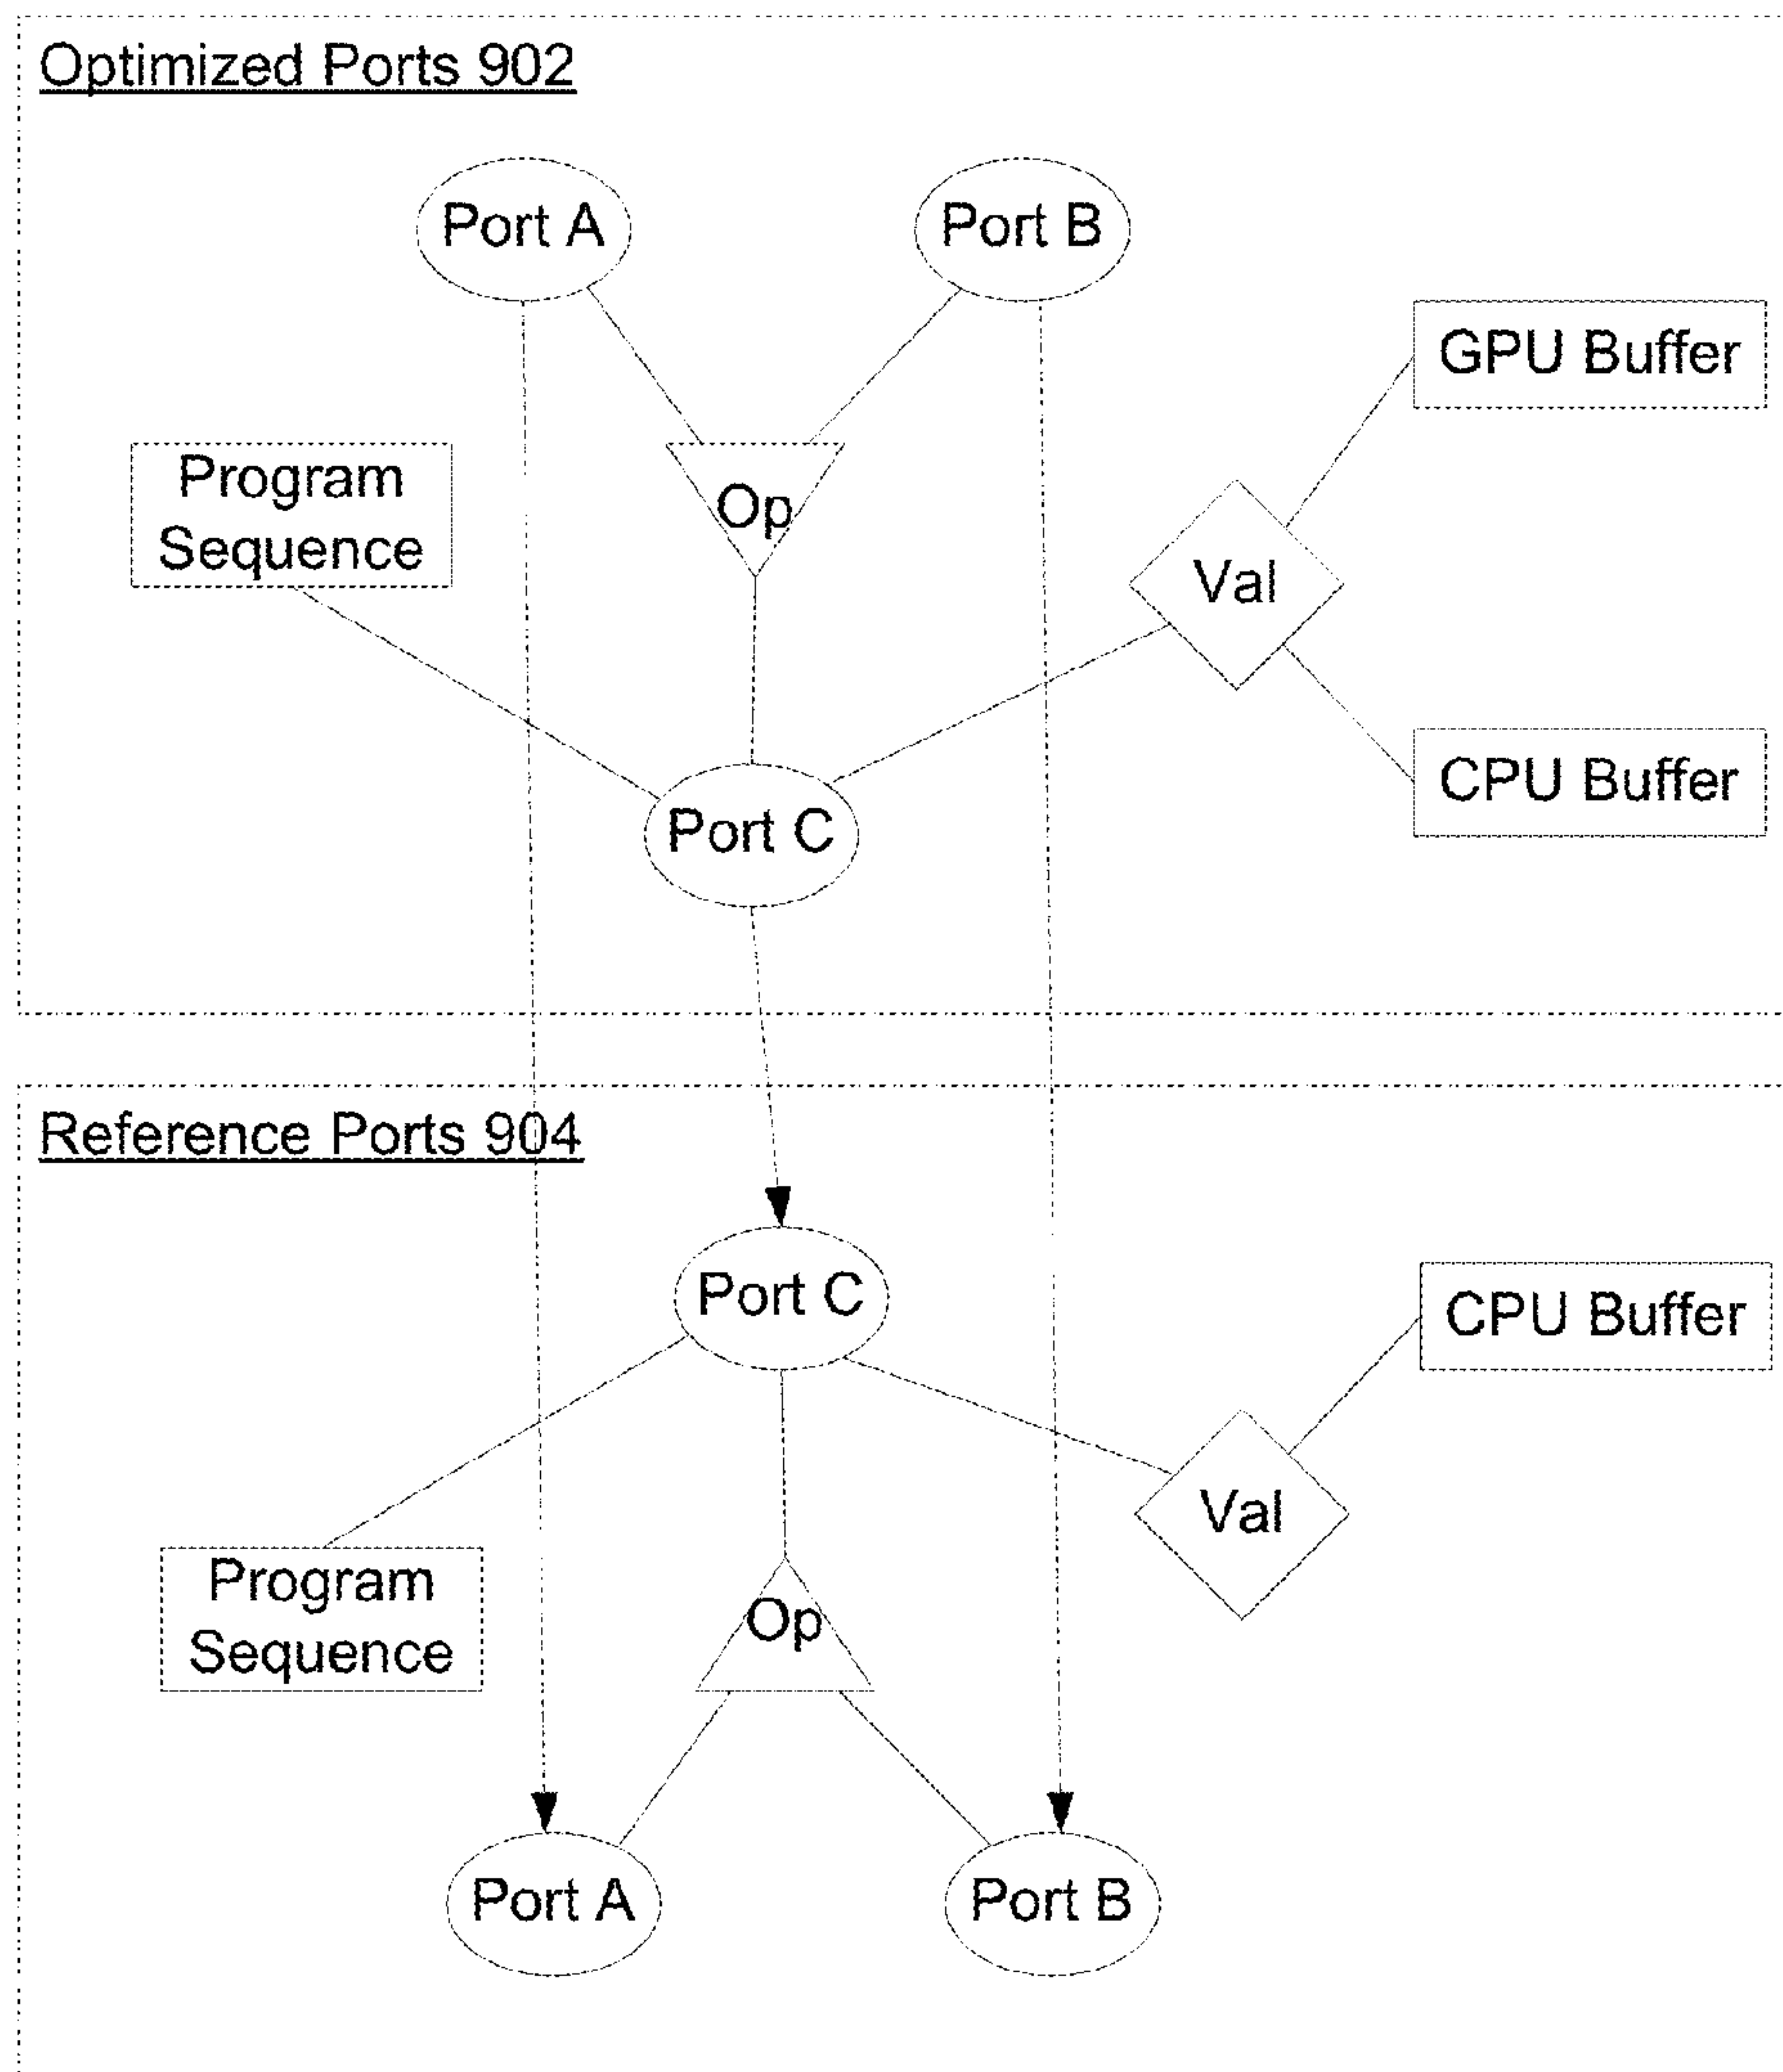 Optimized Ports 902
Port A
Port B
GPU Buffer
Program
Sequence
Op
Val
CPU Buffer
Port C
Reference Ports 904
Port C
CPU Buffer
Val
Program
Sequence
Op
Port A
Port B